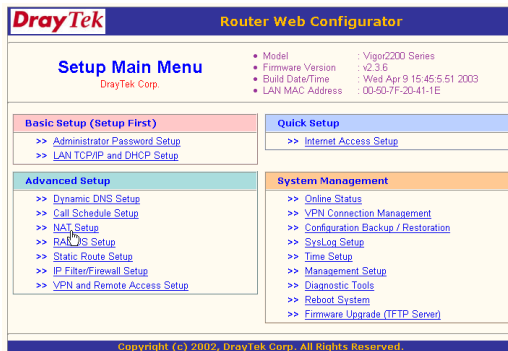 DrayTek
Router Web Configurator
Setup Main Menu
DrayTek Corp.
Model : Vigor2200 Series
Firmware Version : v2.3.6
Build Date/Time : Wed Apr 9 15:45:5.51 2003
LAN MAC Address : 00-50-7F-20-41-1E
Basic Setup (Setup First)
>> Administrator Password Setup
>> LAN TCP/IP and DHCP Setup
Quick Setup
>> Internet Access Setup
Advanced Setup
>> Dynamic DNS Setup
>> Call Schedule Setup
>> NAT Setup
>> RADIUS Setup
>> Static Route Setup
>> IP Filter/Firewall Setup
>> VPN and Remote Access Setup
System Management
>> Online Status
>> VPN Connection Management
>> Configuration Backup / Restoration
>> SysLog Setup
>> Time Setup
>> Management Setup
>> Diagnostic Tools
>> Reboot System
>> Firmware Upgrade (TFTP Server)
Copyright (c) 2002, DrayTek Corp. All Rights Reserved.